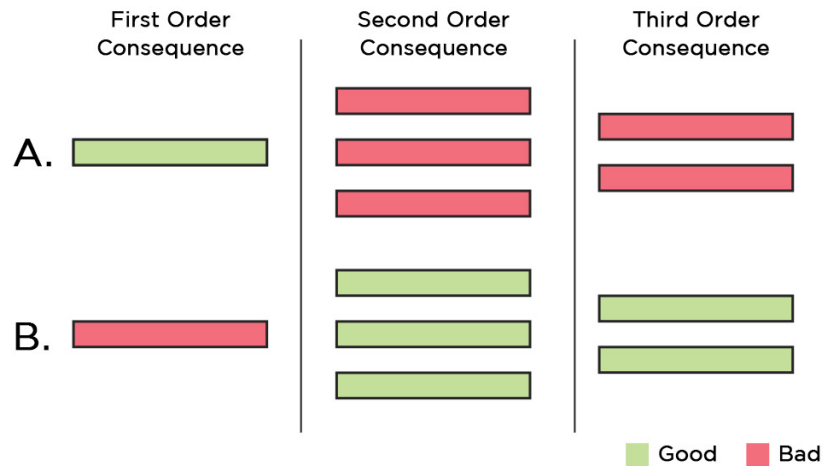 First Order
Consequence
Second Order
Consequence
Third Order
Consequence
A.
B.
Good
Bad